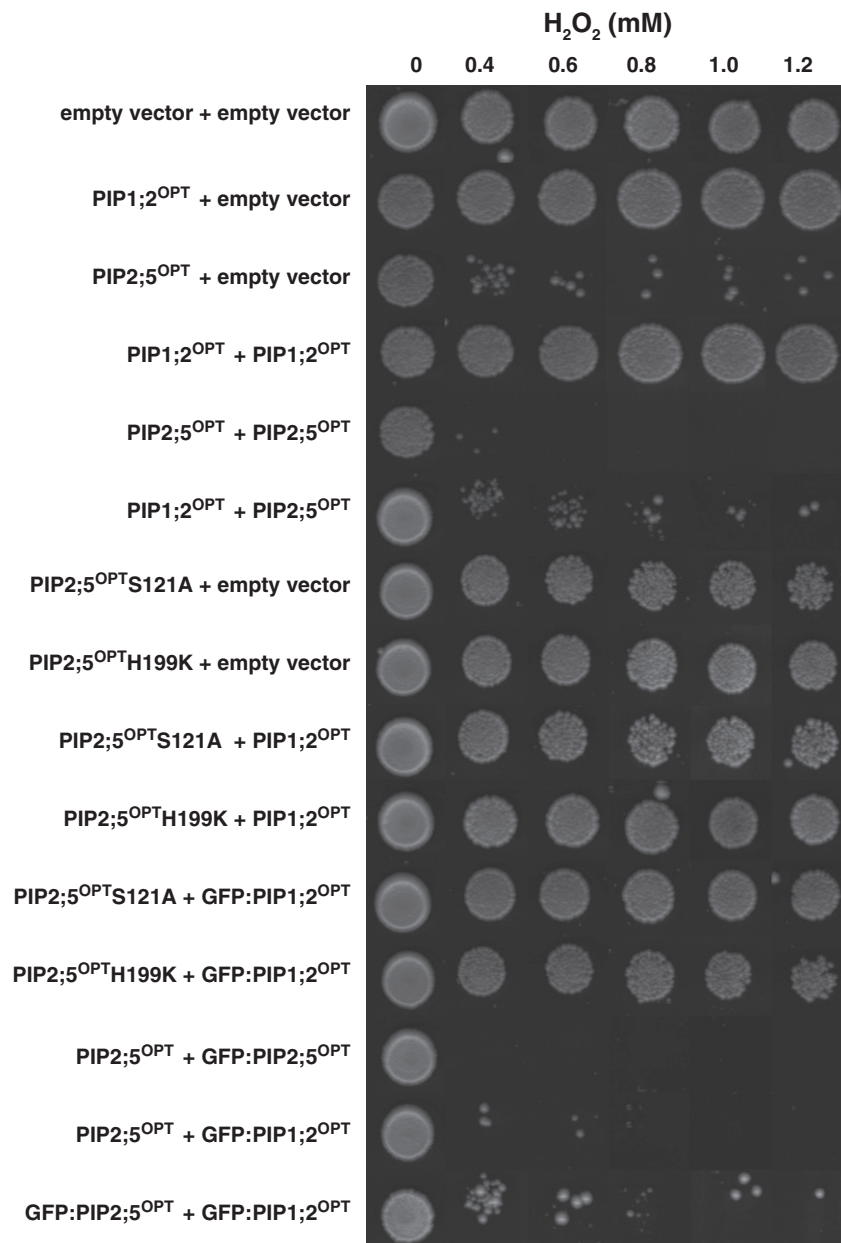 H₂O₂ (mM)
0 0.4 0.6 0.8 1.0 1.2
empty vector + empty vector
PIP1;2ᴼᴾᵀ + empty vector
PIP2;5ᴼᴾᵀ + empty vector
PIP1;2ᴼᴾᵀ + PIP1;2ᴼᴾᵀ
PIP2;5ᴼᴾᵀ + PIP2;5ᴼᴾᵀ
PIP1;2ᴼᴾᵀ + PIP2;5ᴼᴾᵀ
PIP2;5ᴼᴾᵀS121A + empty vector
PIP2;5ᴼᴾᵀH199K + empty vector
PIP2;5ᴼᴾᵀS121A + PIP1;2ᴼᴾᵀ
PIP2;5ᴼᴾᵀH199K + PIP1;2ᴼᴾᵀ
PIP2;5ᴼᴾᵀS121A + GFP:PIP1;2ᴼᴾᵀ
PIP2;5ᴼᴾᵀH199K + GFP:PIP1;2ᴼᴾᵀ
PIP2;5ᴼᴾᵀ + GFP:PIP2;5ᴼᴾᵀ
PIP2;5ᴼᴾᵀ + GFP:PIP1;2ᴼᴾᵀ
GFP:PIP2;5ᴼᴾᵀ + GFP:PIP1;2ᴼᴾᵀ